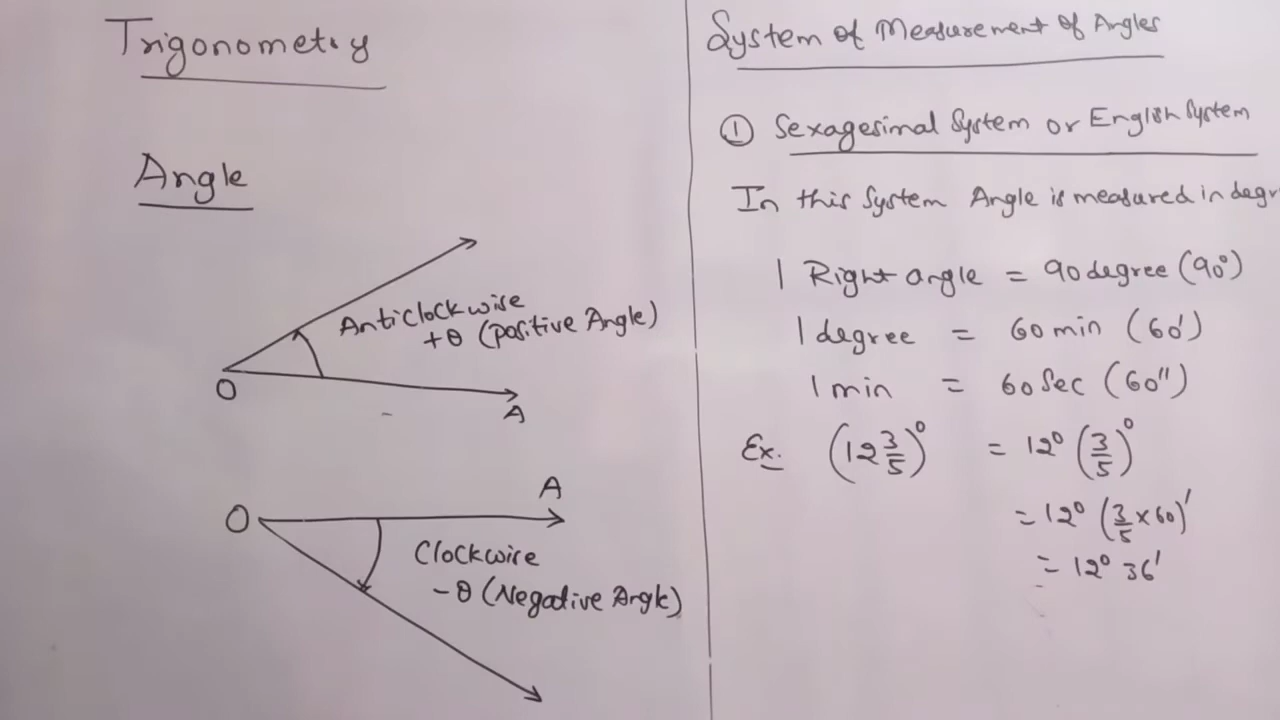 Trigonometry
Angle
Anticlockwise
+θ (Positive Angle)
O
A
O
A
Clockwise
-θ (Negative Angle)
System of Measurement of Angles
① Sexagesimal System or English System
In this System Angle is measured in degr
1 Right angle = 90 degree (90°)
1 degree = 60 min (60')
1 min = 60 Sec (60")
Ex. (12 3/5)° = 12° (3/5)°
= 12° (3/5 × 60)'
= 12° 36'